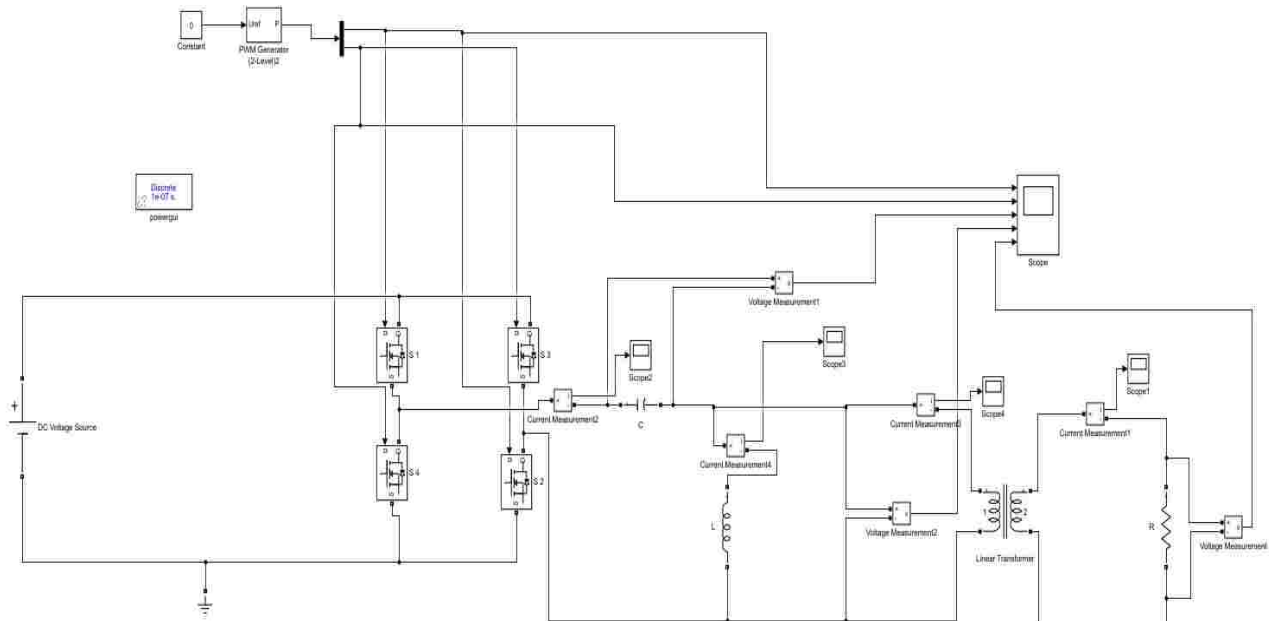 0
Constant
Uref
P
PWM Generator
(2-Level)2
Discrete
1e-07 s.
powergui
Scope
Voltage Measurement1
S 1
S 3
Scope2
Scope3
Scope4
Scope1
+
DC Voltage Source
Current Measurement2
C
Current Measurement3
Current Measurement1
S 4
S 2
Current Measurement4
L
Voltage Measurement2
1
2
Linear Transformer
R
Voltage Measurement